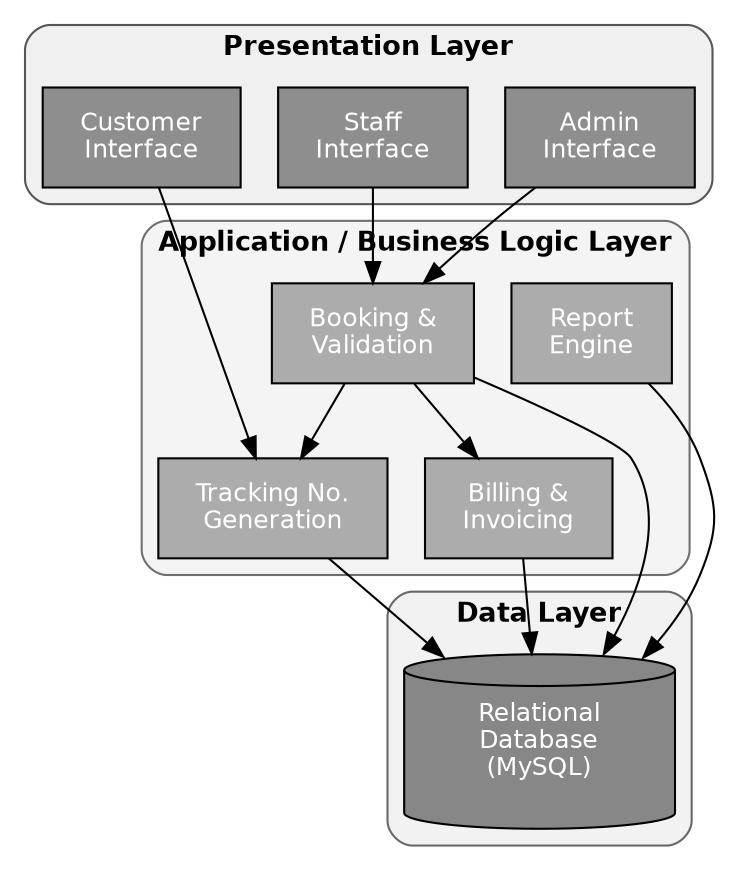 Presentation Layer
Customer
Interface
Staff
Interface
Admin
Interface
Application / Business Logic Layer
Booking &
Validation
Report
Engine
Tracking No.
Generation
Billing &
Invoicing
Data Layer
Relational
Database
(MySQL)